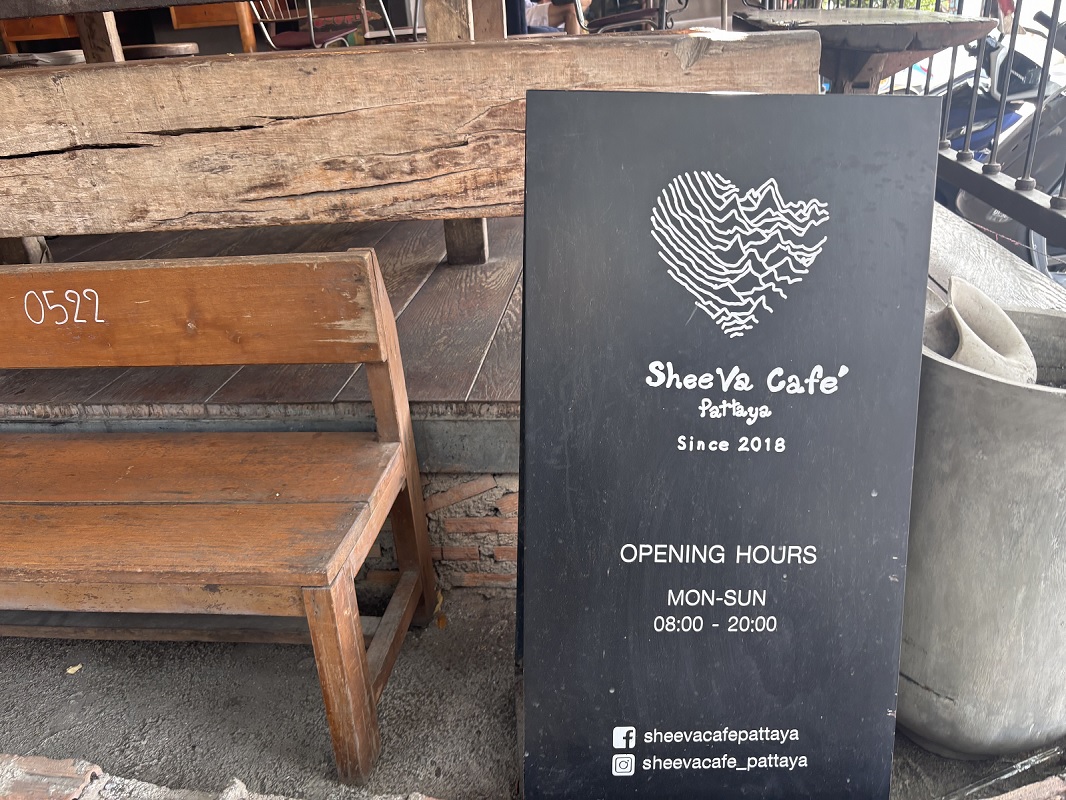 0522
SheeVa Cafe'
Pattaya
Since 2018
OPENING HOURS
MON-SUN
08:00 - 20:00
sheevacafepattaya
sheevacafe_pattaya